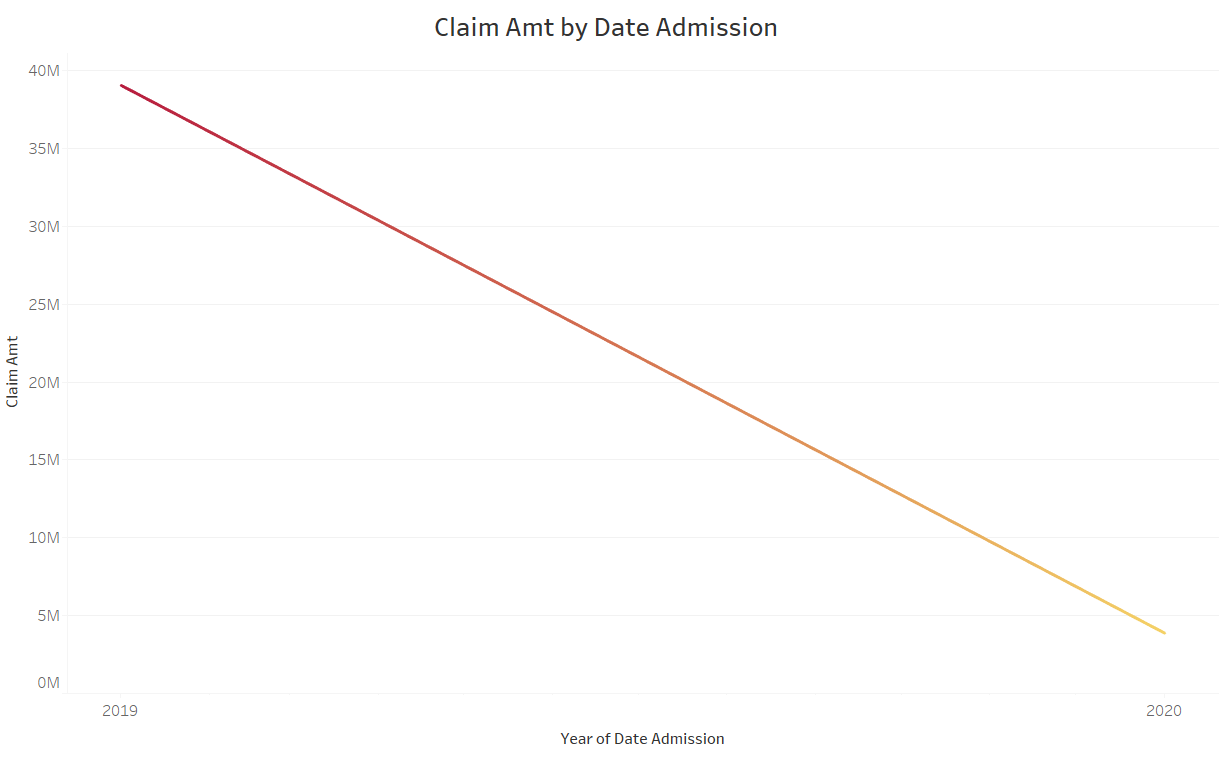 Claim Amt by Date Admission
40M
35M
30M
25M
20M
15M
10M
5M
0M
Claim Amt
2019
2020
Year of Date Admission